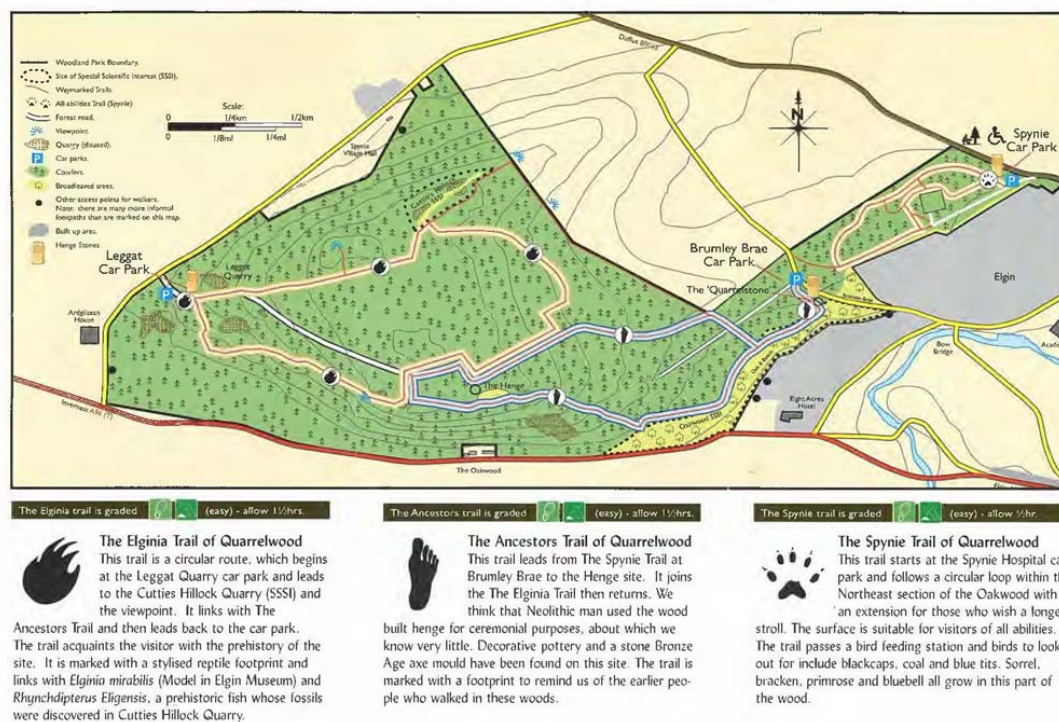 Woodland Park Boundary.
Site of Special Scientific Interest (SSSI).
Waymarked Trails
All abilities Trail (Spynie)
Forest road.
Viewpoint.
Quarry (disused).
Car parks.
Conifers.
Broadleaved trees.
Other access points for walkers.
Note: there are many more informal
footpaths than are marked on this map.
Built up area.
Henge Stones
Scale:
0 1/4km 1/2km
0 1/8ml 1/4ml
Duffus B9012
N
Spynie
Car Park
P
Spynie
Village Hall
Cuttie's Hillock
SSSI
Brumley Brae
Car Park
P
The 'Quarrelstone'
Brumley Brae
Elgin
Leggat
Car Park
P
Leggat
Quarry
Ardgilzean
House
Bow
Bridge
The Henge
Oakwood SSSI
Eight Acres
Hotel
Inverness A96 (T)
The Oakwood
The Elginia trail is graded (easy) - allow 1½hrs.
The Elginia Trail of Quarrelwood
This trail is a circular route, which begins
at the Leggat Quarry car park and leads
to the Cutties Hillock Quarry (SSSI) and
the viewpoint. It links with The
Ancestors Trail and then leads back to the car park.
The trail acquaints the visitor with the prehistory of the
site. It is marked with a stylised reptile footprint and
links with Elginia mirabilis (Model in Elgin Museum) and
Rhynchdipterus Eligensis, a prehistoric fish whose fossils
were discovered in Cutties Hillock Quarry.
The Ancestors trail is graded (easy) - allow 1½hrs.
The Ancestors Trail of Quarrelwood
This trail leads from The Spynie Trail at
Brumley Brae to the Henge site. It joins
the The Elginia Trail then returns. We
think that Neolithic man used the wood
built henge for ceremonial purposes, about which we
know very little. Decorative pottery and a stone Bronze
Age axe mould have been found on this site. The trail is
marked with a footprint to remind us of the earlier peo-
ple who walked in these woods.
The Spynie trail is graded (easy) - allow ½hr.
The Spynie Trail of Quarrelwood
This trail starts at the Spynie Hospital ca
park and follows a circular loop within th
Northeast section of the Oakwood with
an extension for those who wish a longe
stroll. The surface is suitable for visitors of all abilities.
The trail passes a bird feeding station and birds to look
out for include blackcaps, coal and blue tits. Sorrel,
bracken, primrose and bluebell all grow in this part of
the wood.